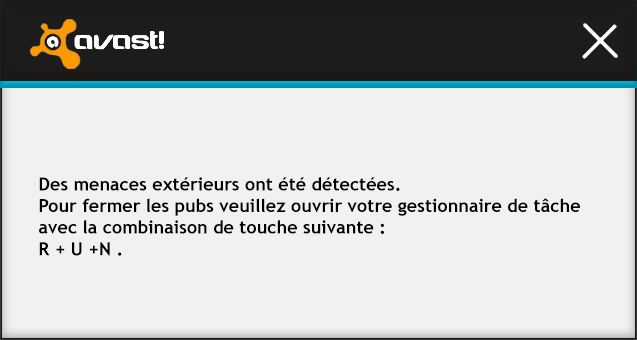 avast!
Des menaces extérieurs ont été détectées.
Pour fermer les pubs veuillez ouvrir votre gestionnaire de tâche
avec la combinaison de touche suivante :
R + U +N .